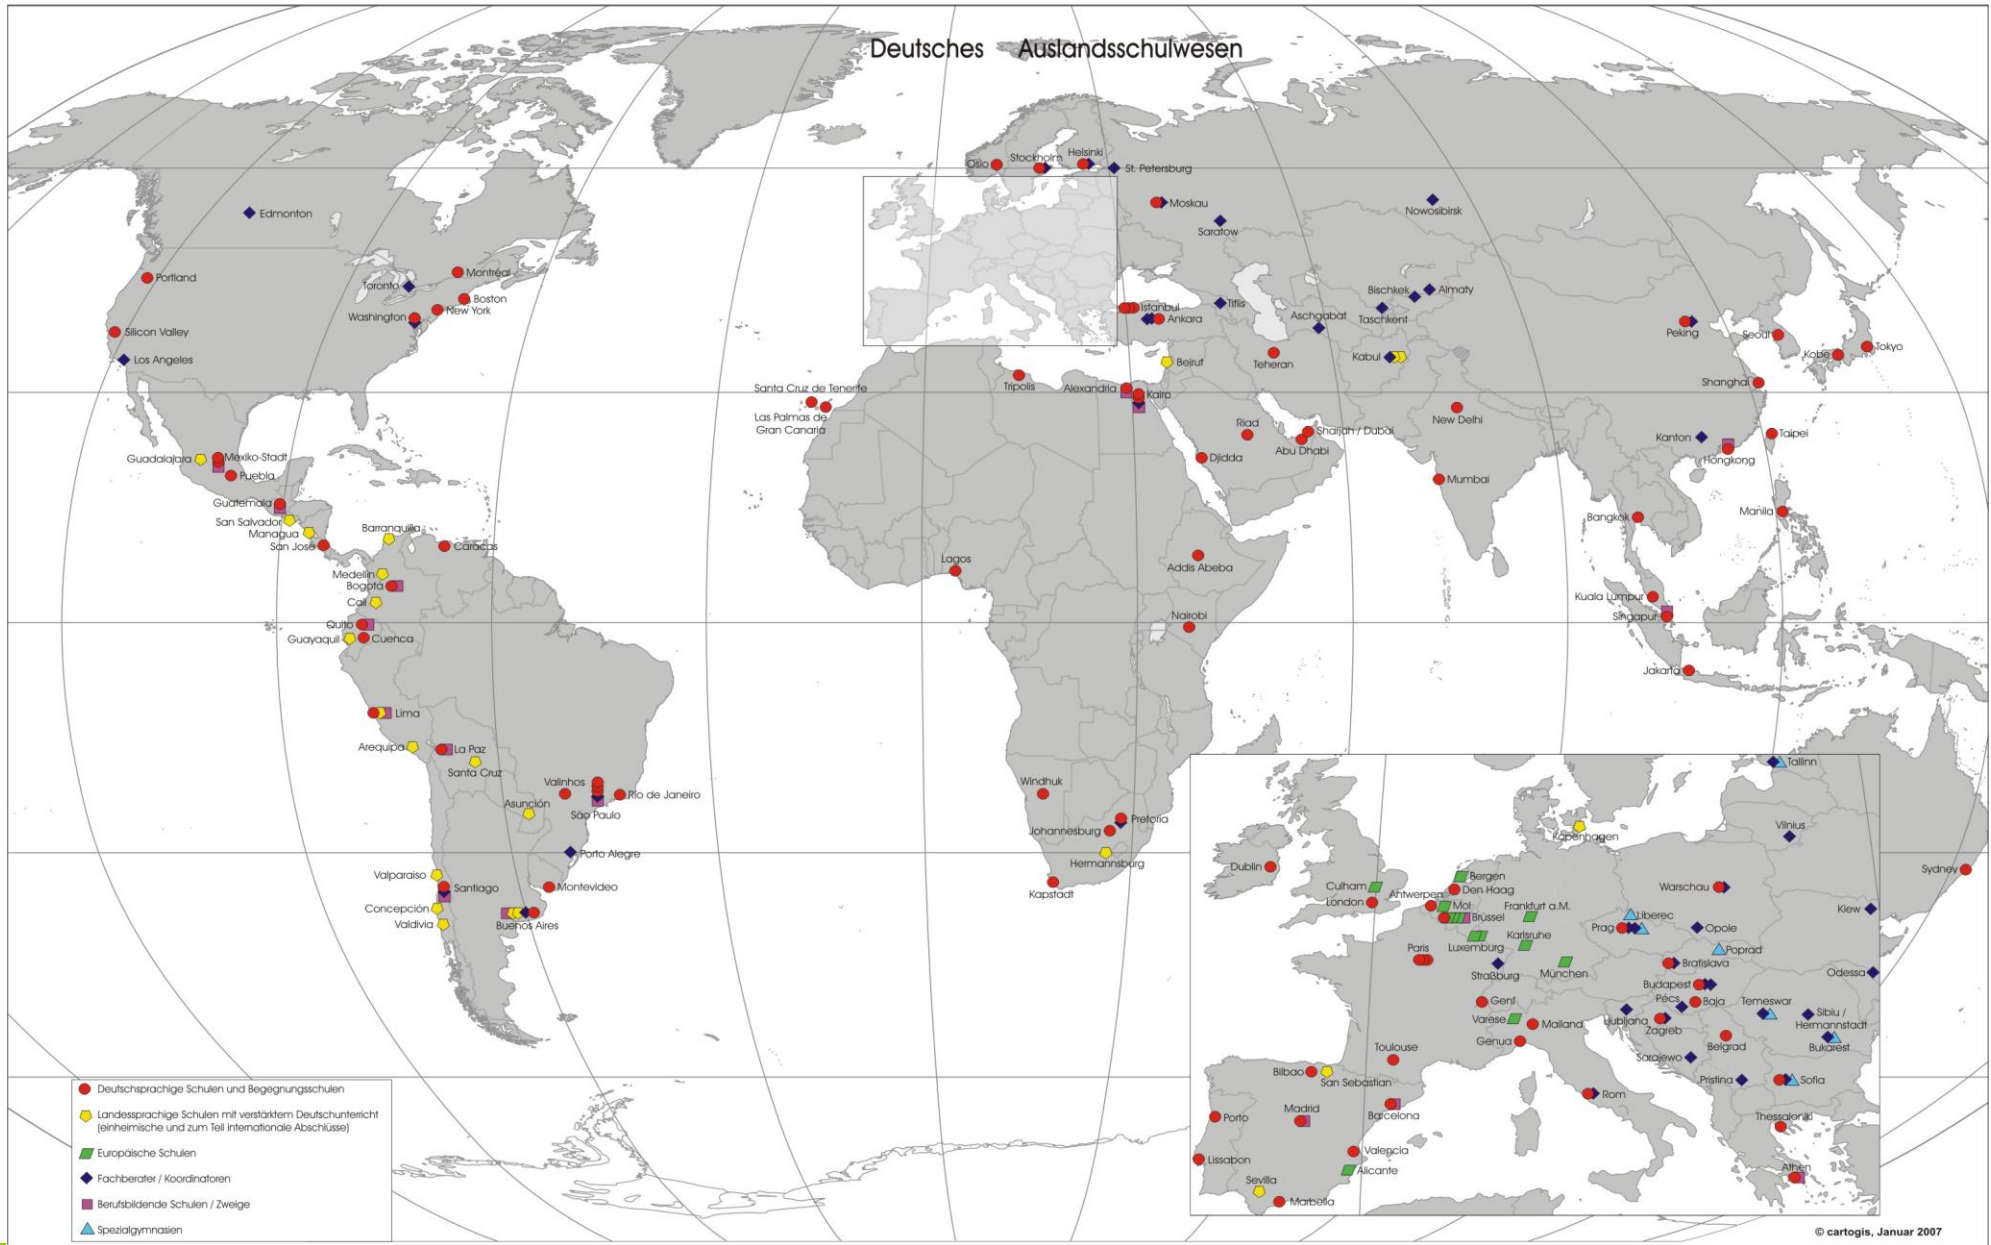 Deutsches Auslandsschulwesen
Oslo
Stockholm
Helsinki
St. Petersburg
Edmonton
Moskau
Nowosibirsk
Saratow
Portland
Montréal
Toronto
Boston
New York
Washington
Silicon Valley
Los Angeles
Istanbul
Ankara
Tiflis
Bischkek
Almaty
Taschkent
Aschgabat
Peking
Seoul
Kobe
Tokyo
Beiruf
Teheran
Kabul
Shanghai
Santa Cruz de Tenerife
Tripolis
Alexandria
Kairo
Las Palmas de
Gran Canaria
New Delhi
Riad
Sharjah / Dubai
Abu Dhabi
Kanton
Taipei
Hongkong
Djidda
Mumbai
Guadalajara
Mexiko-Stadt
Puebla
Guatemala
San Salvador
Managua
San José
Barranquilla
Caracas
Medellin
Bogotá
Cali
Quito
Guayaquil
Cuenca
Lagos
Addis Abeba
Nairobi
Bangkok
Manila
Kuala Lumpur
Singapur
Jakarta
Lima
Arequipa
La Paz
Santa Cruz
Valinhos
Rio de Janeiro
Asunción
São Paulo
Porto Alegre
Windhuk
Pretoria
Johannesburg
Hermannsburg
Kapstadt
Valparaiso
Santiago
Montevideo
Concepción
Valdivia
Buenos Aires
Sydney
Tallinn
Kopenhagen
Vilnius
Dublin
Culham
London
Bergen
Den Haag
Antwerpen
Mol
Brüssel
Frankfurt a.M.
Warschau
Kiew
Liberec
Prag
Opole
Paris
Luxemburg
Karlsruhe
Straßburg
München
Poprad
Bratislava
Odessa
Budapest
Pécs
Baja
Temeswar
Sibiu /
Hermannstadt
Genf
Varese
Mailand
Genua
Ljubljana
Zagreb
Belgrad
Bukarest
Sarajewo
Toulouse
Bilbao
San Sebastian
Pristina
Sofia
Rom
Porto
Madrid
Barcelona
Thessaloniki
Lissabon
Valencia
Alicante
Athen
Sevilla
Marbella
Deutschsprachige Schulen und Begegnungsschulen
Landessprachige Schulen mit verstärktem Deutschunterricht
(einheimische und zum Teil internationale Abschlüsse)
Europäische Schulen
Fachberater / Koordinatoren
Berufsbildende Schulen / Zweige
Spezialgymnasien
© cartogis, Januar 2007